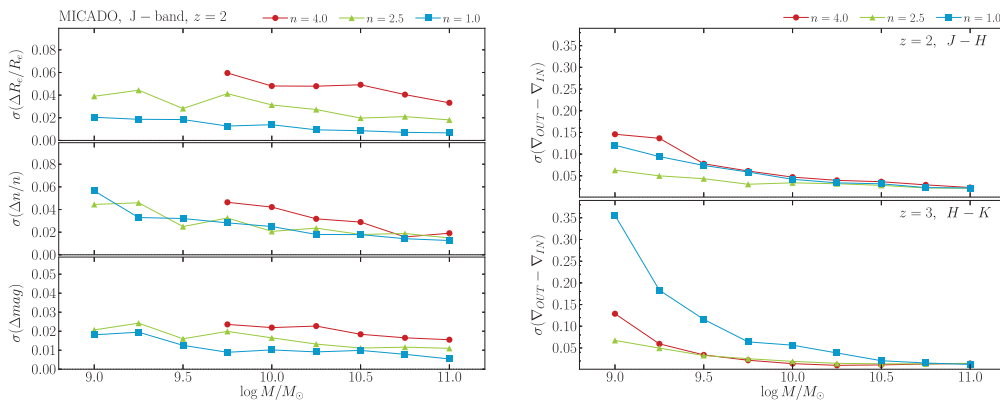 MICADO, J−band, z = 2
n = 4.0 n = 2.5 n = 1.0
0.08
0.06
0.04
0.02
0.00
σ(ΔR_e/R_e)
0.08
0.06
0.04
0.02
0.00
σ(Δn/n)
0.05
0.04
0.03
0.02
0.01
0.00
σ(Δmag)
9.0 9.5 10.0 10.5 11.0
log M/M_⊙
n = 4.0 n = 2.5 n = 1.0
z = 2, J − H
0.35
0.30
0.25
0.20
0.15
0.10
0.05
σ(∇_OUT − ∇_IN)
z = 3, H − K
0.35
0.30
0.25
0.20
0.15
0.10
0.05
σ(∇_OUT − ∇_IN)
9.0 9.5 10.0 10.5 11.0
log M/M_⊙